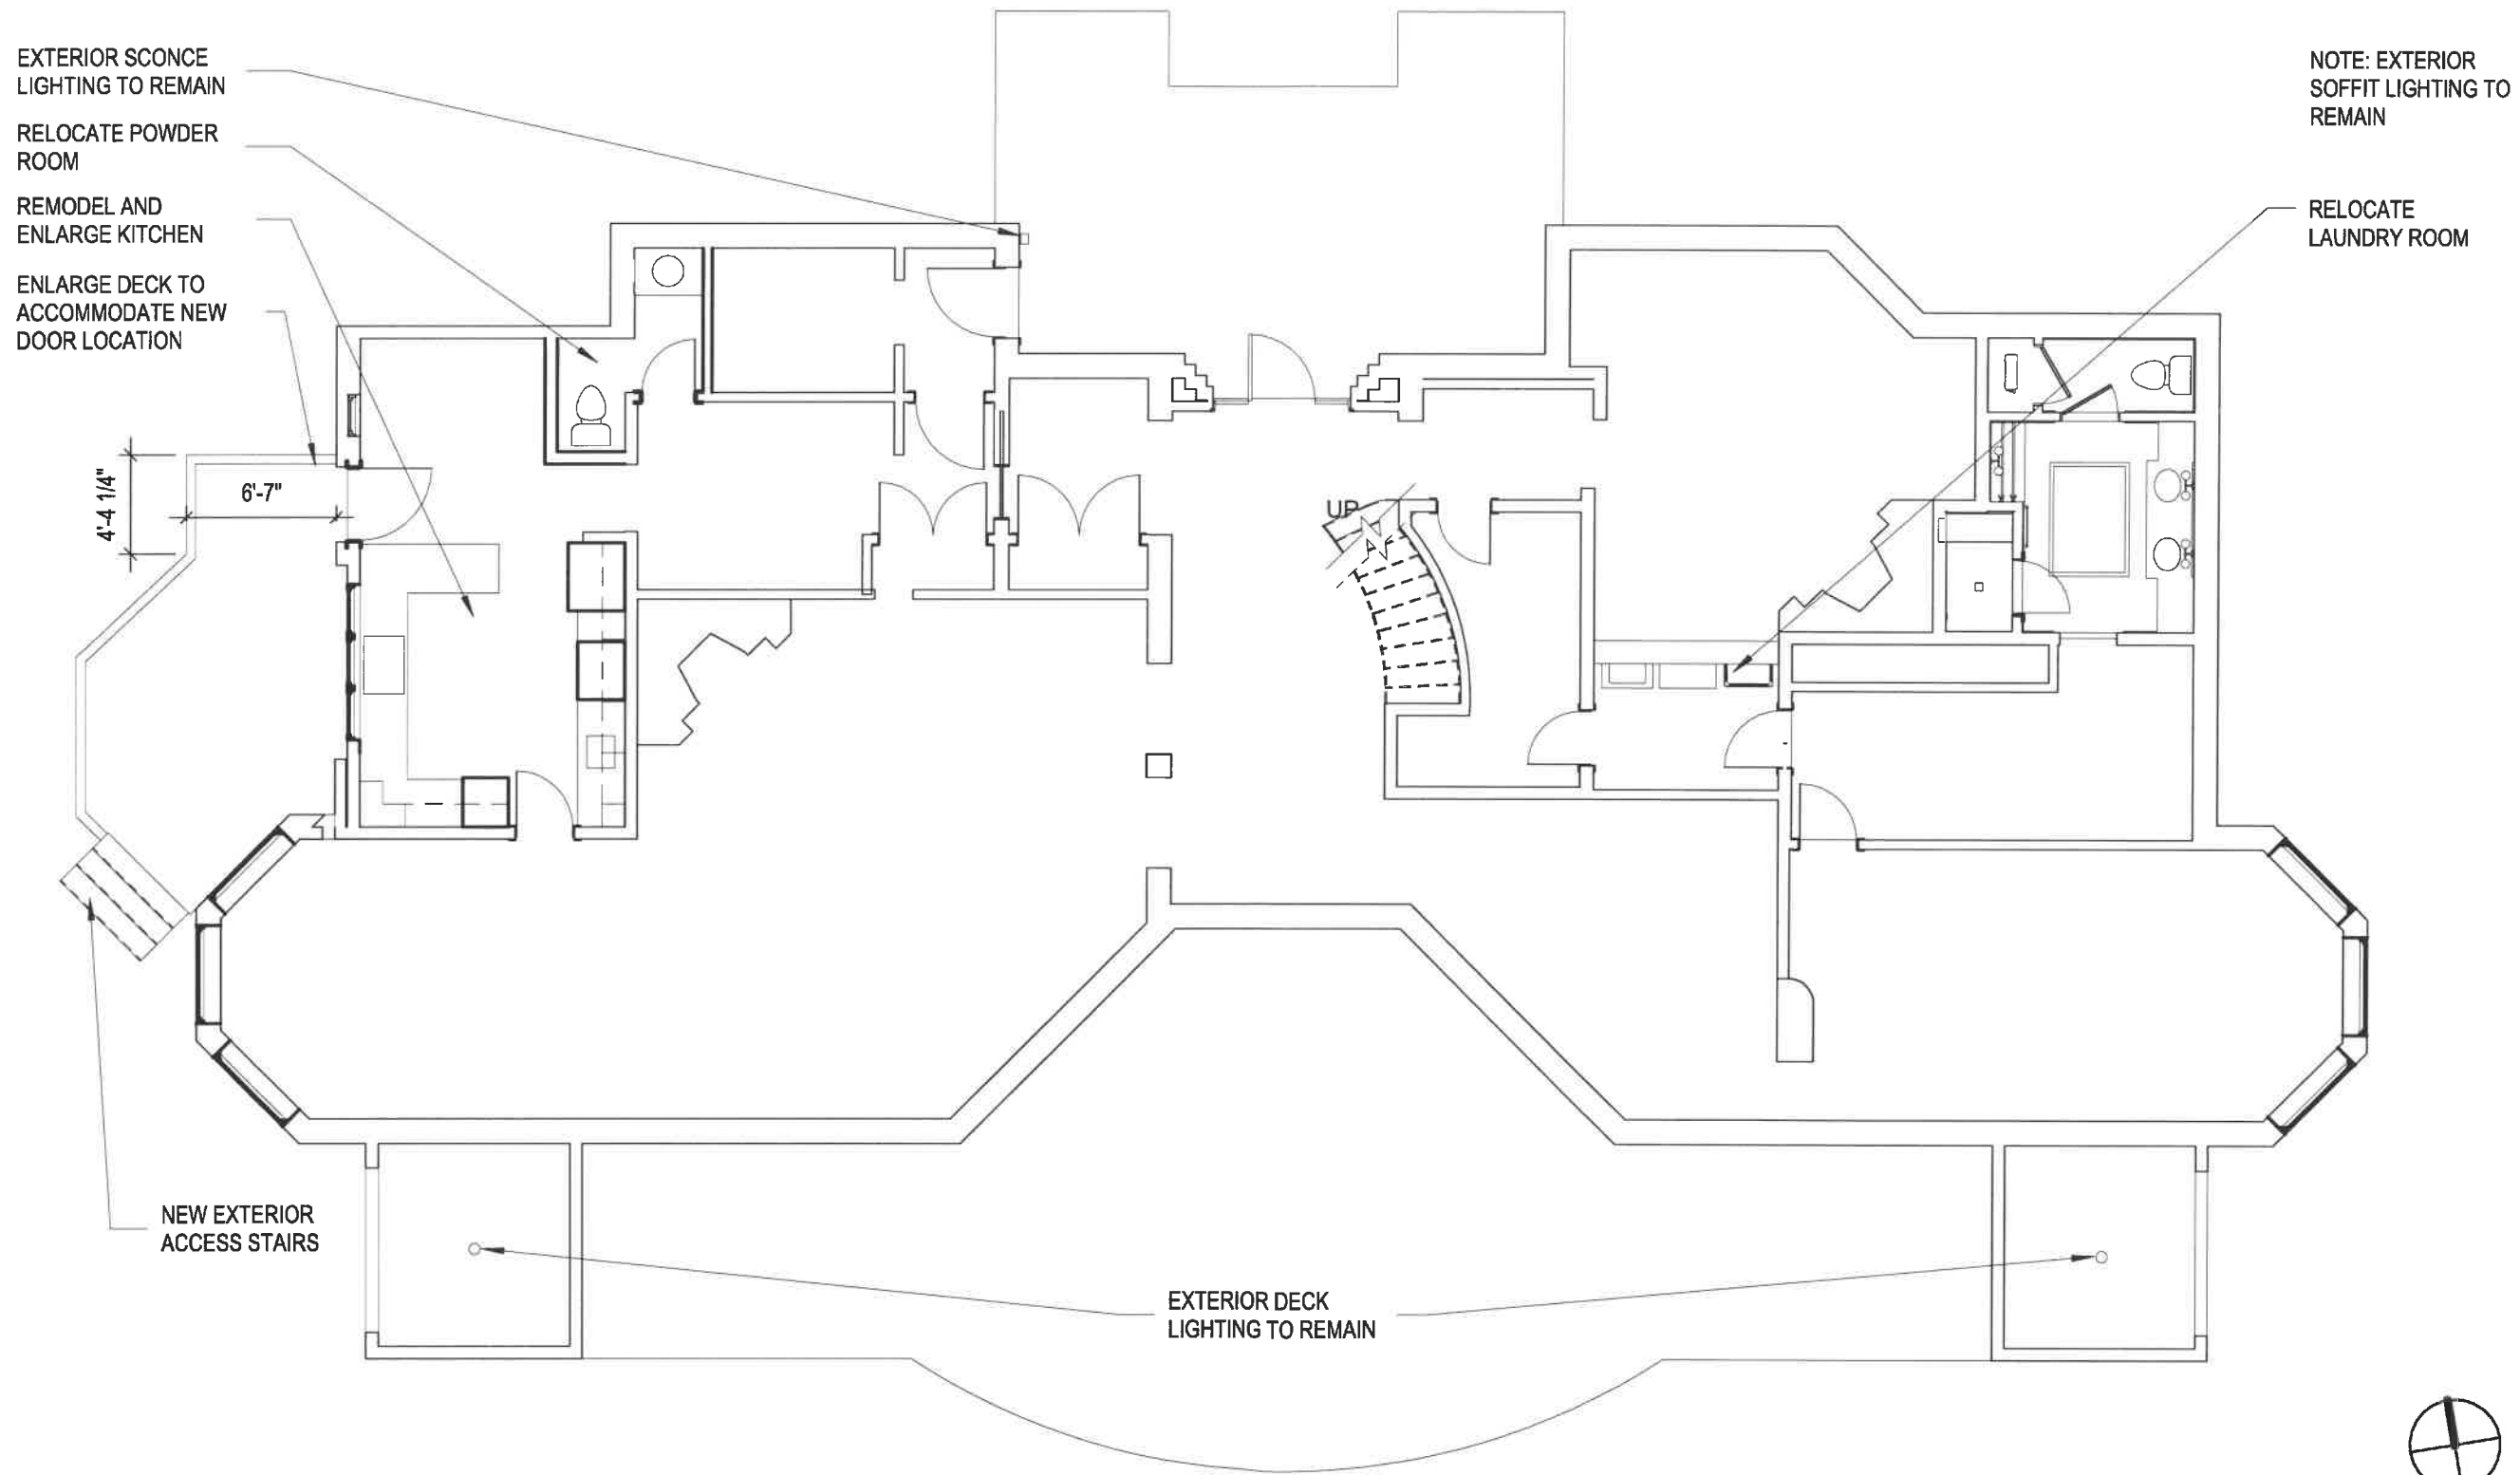 EXTERIOR SCONCE
LIGHTING TO REMAIN
RELOCATE POWDER
ROOM
REMODEL AND
ENLARGE KITCHEN
ENLARGE DECK TO
ACCOMMODATE NEW
DOOR LOCATION
NOTE: EXTERIOR
SOFFIT LIGHTING TO
REMAIN
RELOCATE
LAUNDRY ROOM
4'-4 1/4"
6'-7"
UP
NEW EXTERIOR
ACCESS STAIRS
EXTERIOR DECK
LIGHTING TO REMAIN